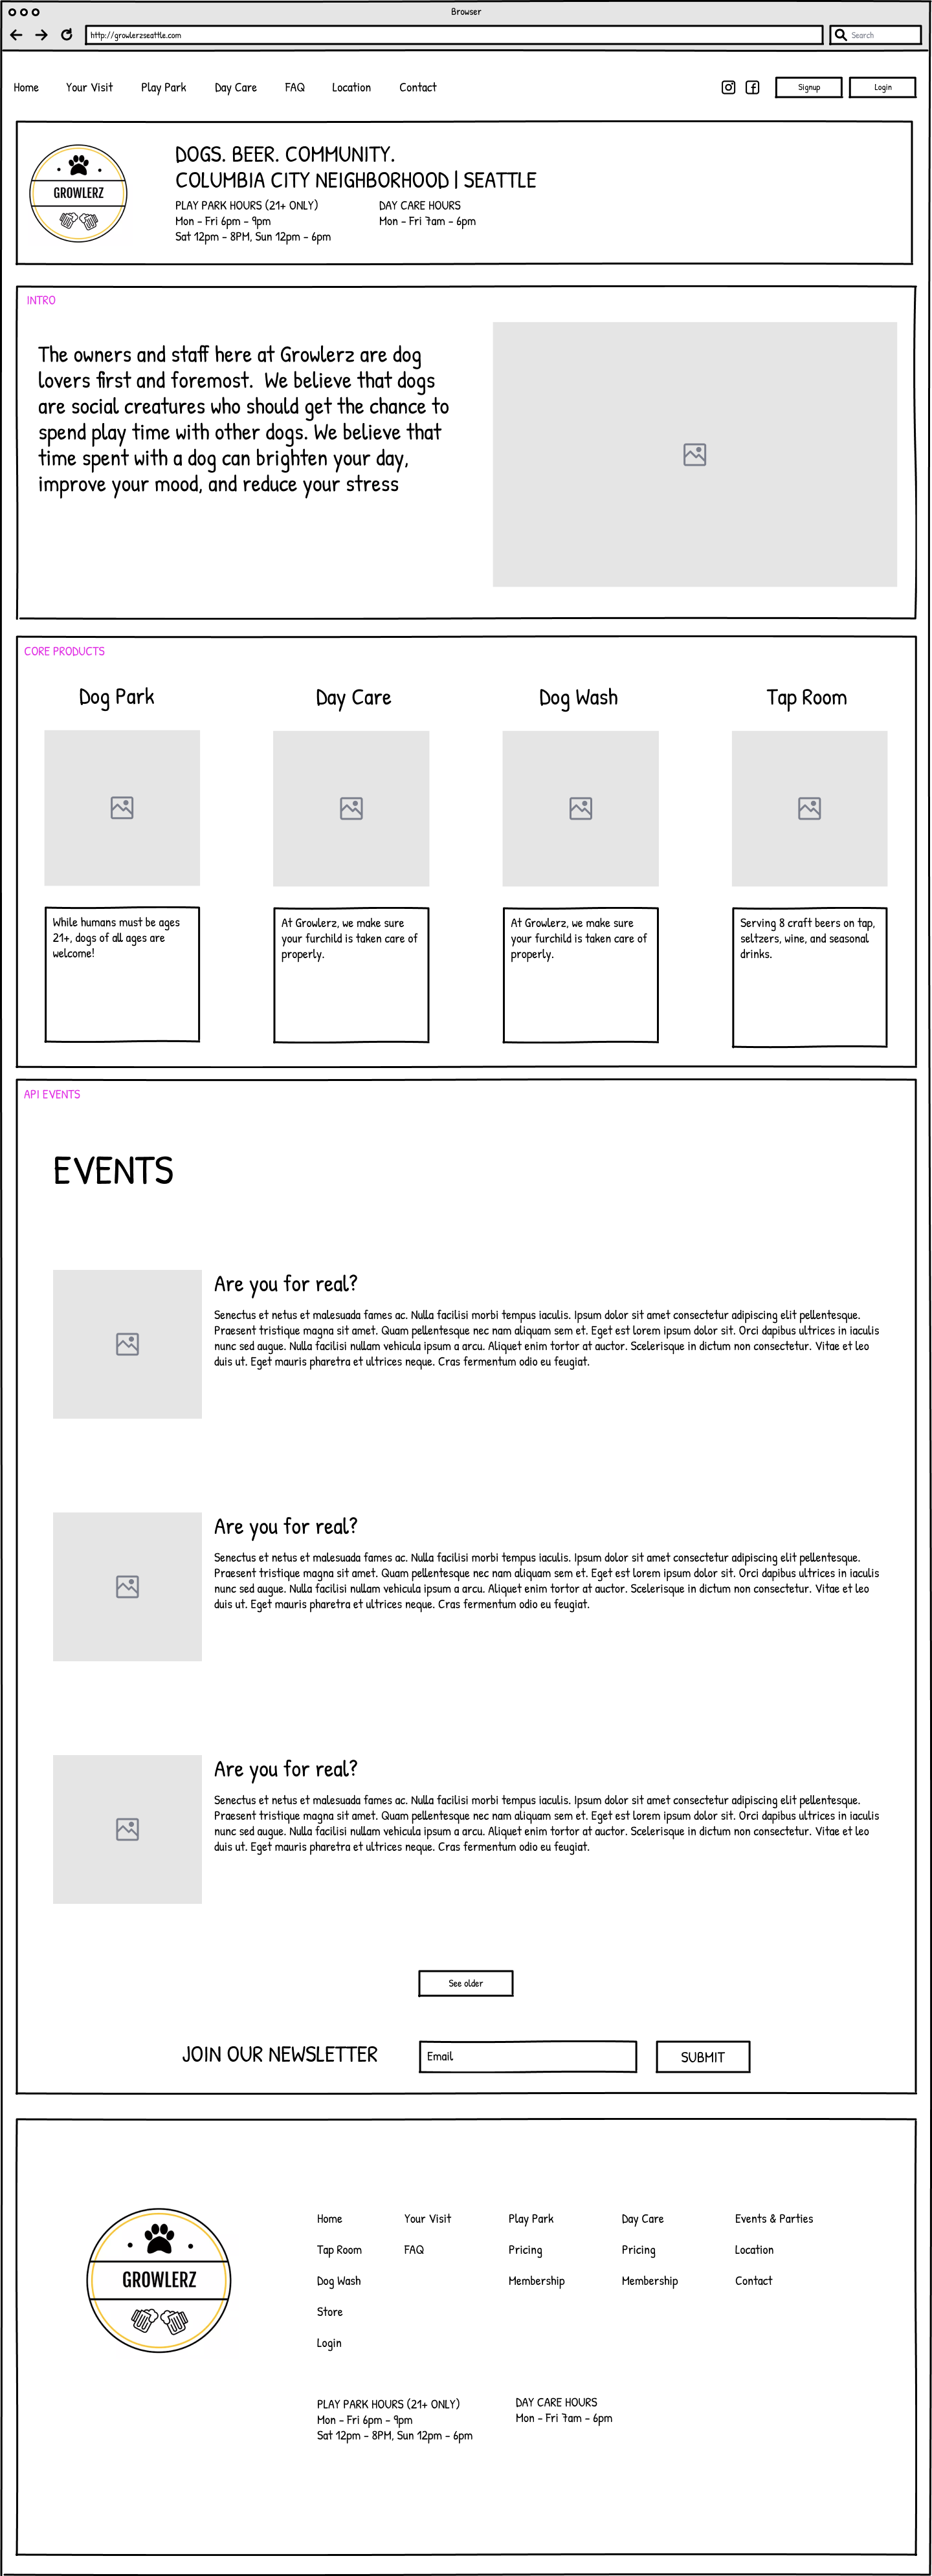 Browser
http://growlerzseattle.com
Search
Home Your Visit Play Park Day Care FAQ Location Contact
Signup Login
GROWLERZ
DOGS. BEER. COMMUNITY.
COLUMBIA CITY NEIGHBORHOOD | SEATTLE
PLAY PARK HOURS (21+ ONLY)
Mon - Fri 6pm - 9pm
Sat 12pm - 8PM, Sun 12pm - 6pm
DAY CARE HOURS
Mon - Fri 7am - 6pm
INTRO
The owners and staff here at Growlerz are dog
lovers first and foremost.  We believe that dogs
are social creatures who should get the chance to
spend play time with other dogs. We believe that
time spent with a dog can brighten your day,
improve your mood, and reduce your stress
CORE PRODUCTS
Dog Park
Day Care
Dog Wash
Tap Room
While humans must be ages
21+, dogs of all ages are
welcome!
At Growlerz, we make sure
your furchild is taken care of
properly.
At Growlerz, we make sure
your furchild is taken care of
properly.
Serving 8 craft beers on tap,
seltzers, wine, and seasonal
drinks.
API EVENTS
EVENTS
Are you for real?
Senectus et netus et malesuada fames ac. Nulla facilisi morbi tempus iaculis. Ipsum dolor sit amet consectetur adipiscing elit pellentesque.
Praesent tristique magna sit amet. Quam pellentesque nec nam aliquam sem et. Eget est lorem ipsum dolor sit. Orci dapibus ultrices in iaculis
nunc sed augue. Nulla facilisi nullam vehicula ipsum a arcu. Aliquet enim tortor at auctor. Scelerisque in dictum non consectetur. Vitae et leo
duis ut. Eget mauris pharetra et ultrices neque. Cras fermentum odio eu feugiat.
Are you for real?
Senectus et netus et malesuada fames ac. Nulla facilisi morbi tempus iaculis. Ipsum dolor sit amet consectetur adipiscing elit pellentesque.
Praesent tristique magna sit amet. Quam pellentesque nec nam aliquam sem et. Eget est lorem ipsum dolor sit. Orci dapibus ultrices in iaculis
nunc sed augue. Nulla facilisi nullam vehicula ipsum a arcu. Aliquet enim tortor at auctor. Scelerisque in dictum non consectetur. Vitae et leo
duis ut. Eget mauris pharetra et ultrices neque. Cras fermentum odio eu feugiat.
Are you for real?
Senectus et netus et malesuada fames ac. Nulla facilisi morbi tempus iaculis. Ipsum dolor sit amet consectetur adipiscing elit pellentesque.
Praesent tristique magna sit amet. Quam pellentesque nec nam aliquam sem et. Eget est lorem ipsum dolor sit. Orci dapibus ultrices in iaculis
nunc sed augue. Nulla facilisi nullam vehicula ipsum a arcu. Aliquet enim tortor at auctor. Scelerisque in dictum non consectetur. Vitae et leo
duis ut. Eget mauris pharetra et ultrices neque. Cras fermentum odio eu feugiat.
See older
JOIN OUR NEWSLETTER
Email
SUBMIT
GROWLERZ
Home Your Visit Play Park Day Care Events & Parties
Tap Room FAQ Pricing Pricing Location
Dog Wash Membership Membership Contact
Store
Login
PLAY PARK HOURS (21+ ONLY)
Mon - Fri 6pm - 9pm
Sat 12pm - 8PM, Sun 12pm - 6pm
DAY CARE HOURS
Mon - Fri 7am - 6pm